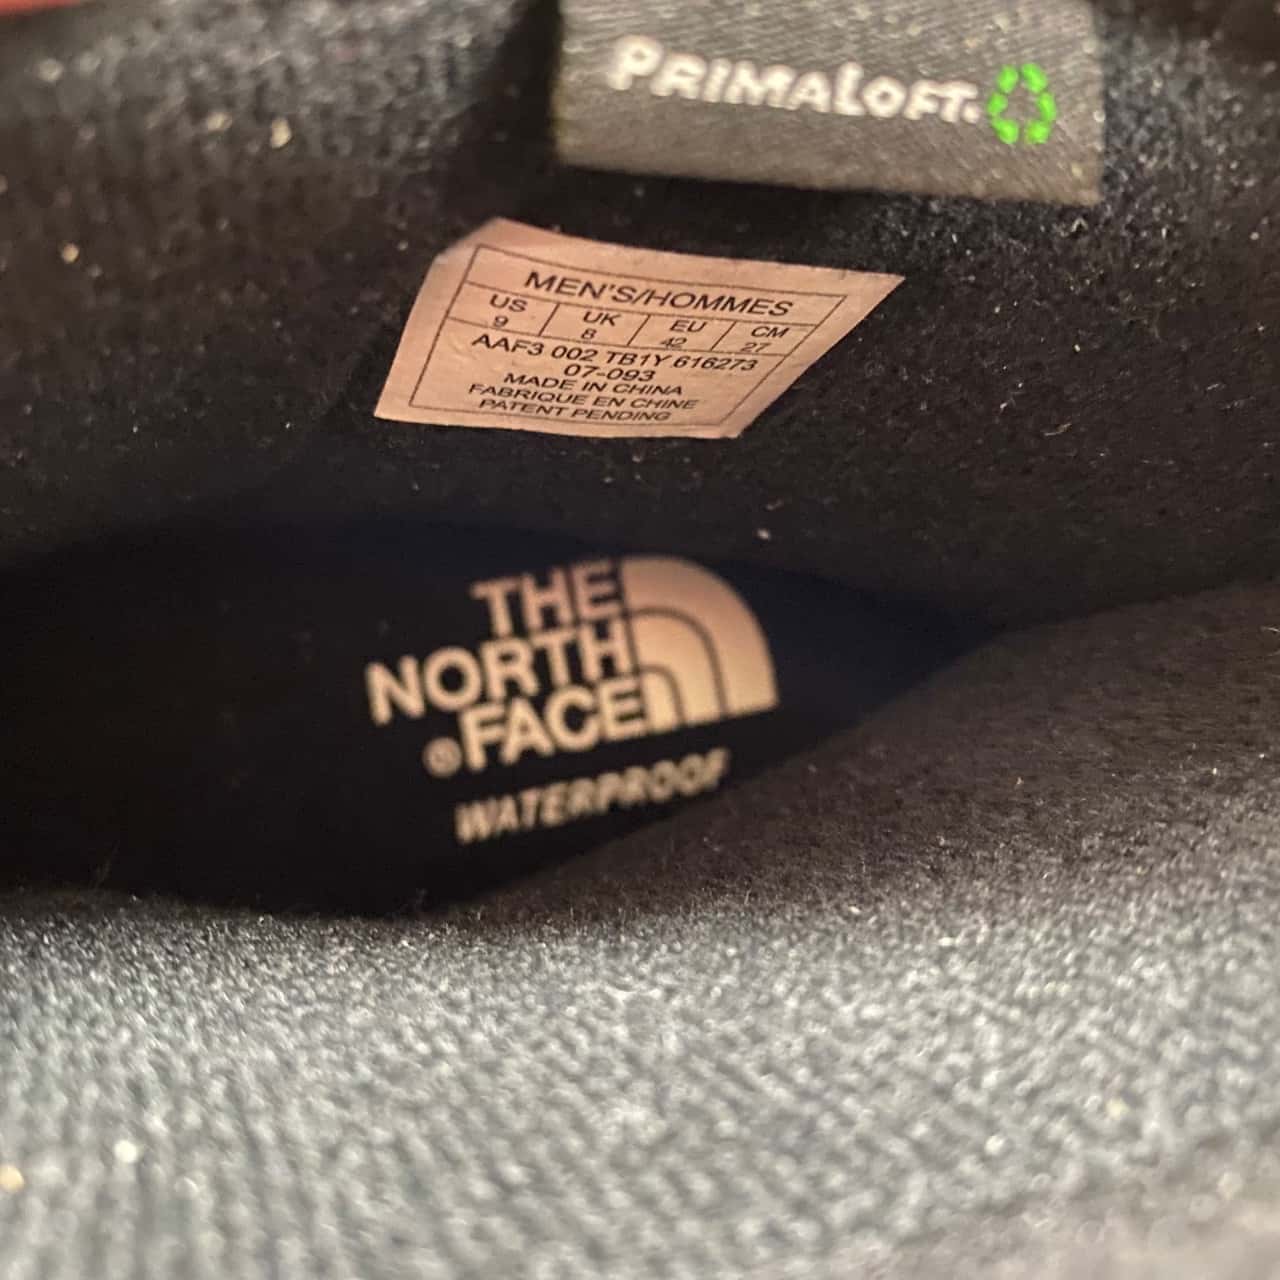 PRIMALOFT.
MEN'S/HOMMES
US UK EU CM
9 8 42 27
AAF3 002 TB1Y 616273
07-093
MADE IN CHINA
FABRIQUE EN CHINE
PATENT PENDING
THE
NORTH
®FACE
WATERPROOF